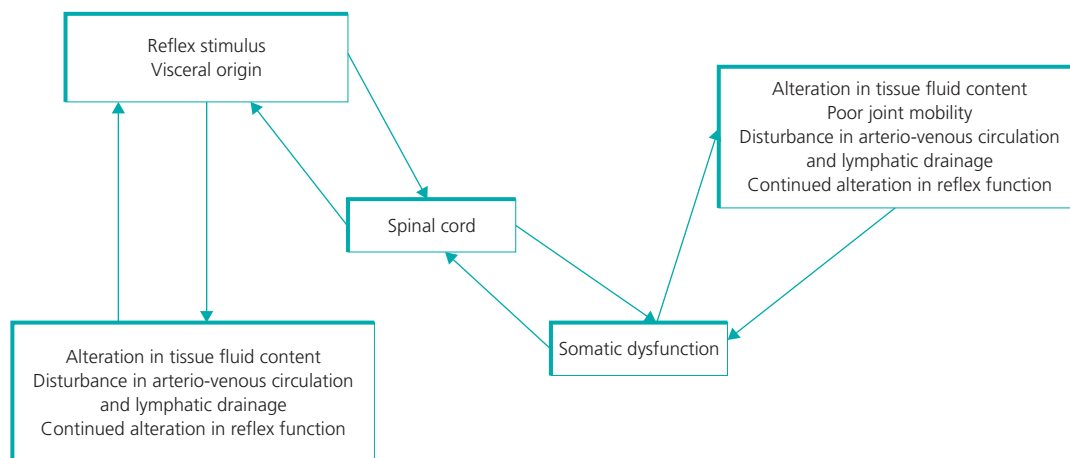 Reflex stimulus
Visceral origin
Alteration in tissue fluid content
Poor joint mobility
Disturbance in arterio-venous circulation
and lymphatic drainage
Continued alteration in reflex function
Spinal cord
Somatic dysfunction
Alteration in tissue fluid content
Disturbance in arterio-venous circulation
and lymphatic drainage
Continued alteration in reflex function